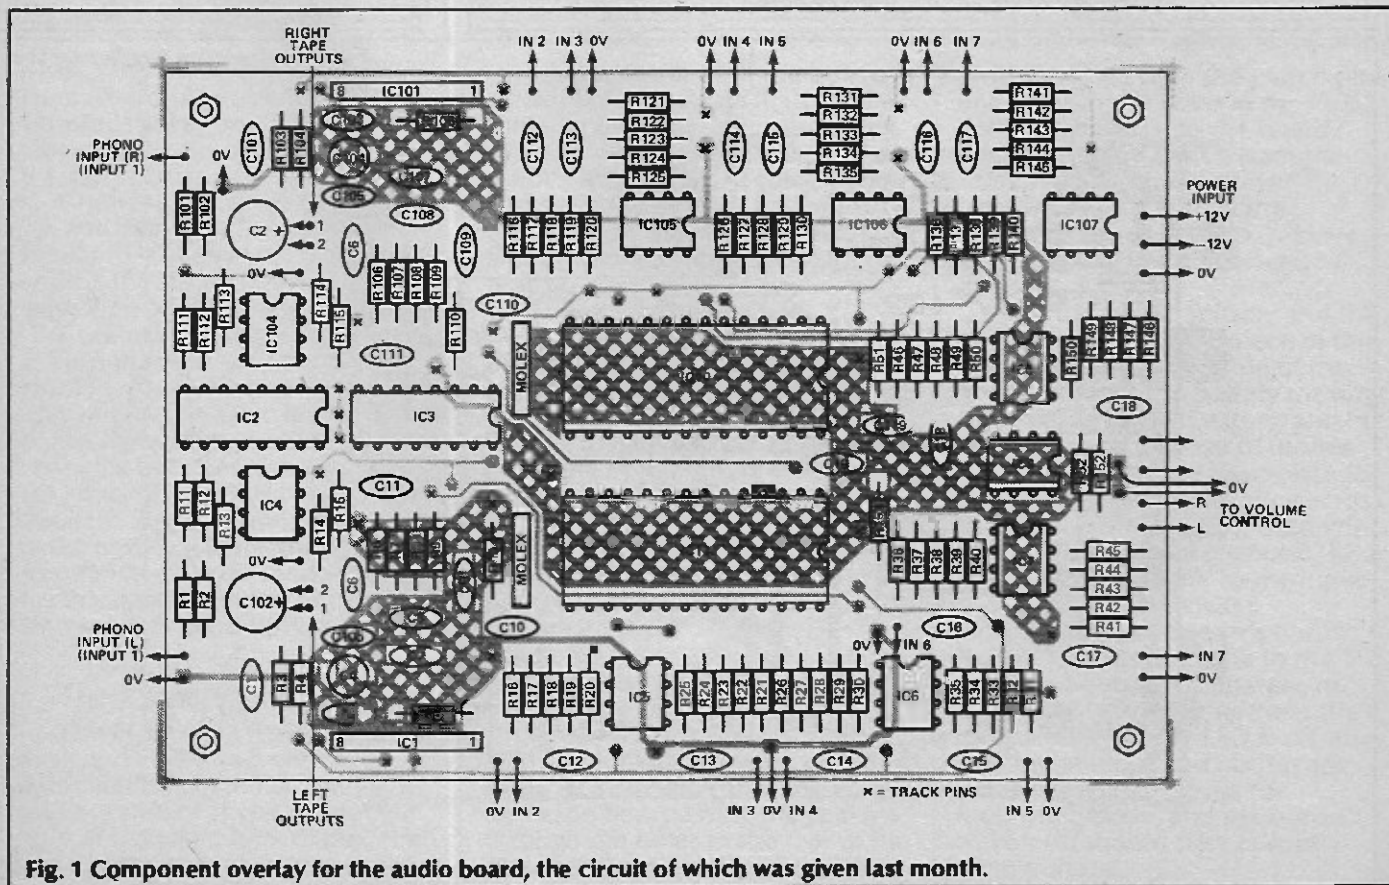 RIGHT
TAPE
OUTPUTS
IN 2
IN 3
0V
0V
IN 4
IN 5
0V
IN 6
IN 7
8
IC101
1
R121
R122
R123
R124
R125
R131
R132
R133
R134
R135
R141
R142
R143
R144
R145
PHONO
INPUT (R)
(INPUT 1)
0V
C101
R103
R104
C112
C113
C114
C115
C116
C117
POWER
INPUT
+12V
-12V
0V
R101
R102
C2
+
1
2
C108
C109
C6
R116
R117
R118
R119
R120
IC105
R126
R127
R128
R129
R130
IC106
R136
R138
R139
R140
IC107
0V
R106
R107
R108
R109
R111
R112
R113
IC104
R114
R115
R110
C110
C111
MOLEX
R51
R46
R47
R48
R49
R50
R150
R149
R148
R147
R146
IC2
IC3
C18
R11
R12
R13
IC4
R14
R15
C11
0V
R
TO VOLUME
CONTROL
L
0V
R1
R2
C102
+
2
1
C6
MOLEX
R36
R37
R38
R39
R40
R45
R44
R43
R42
R41
PHONO
INPUT (L)
(INPUT 1)
0V
R3
R4
C10
0V
IN 6
C16
C17
IN 7
0V
R16
R17
R18
R19
R20
R25
R24
R23
R22
R21
R26
R27
R28
R29
R30
IC6
R35
R34
R33
8
IC1
1
C12
C13
C14
C15
LEFT
TAPE
OUTPUTS
0V
IN 2
IN 3
0V
IN 4
x = TRACK PINS
IN 5
0V
Fig. 1 Component overlay for the audio board, the circuit of which was given last month.